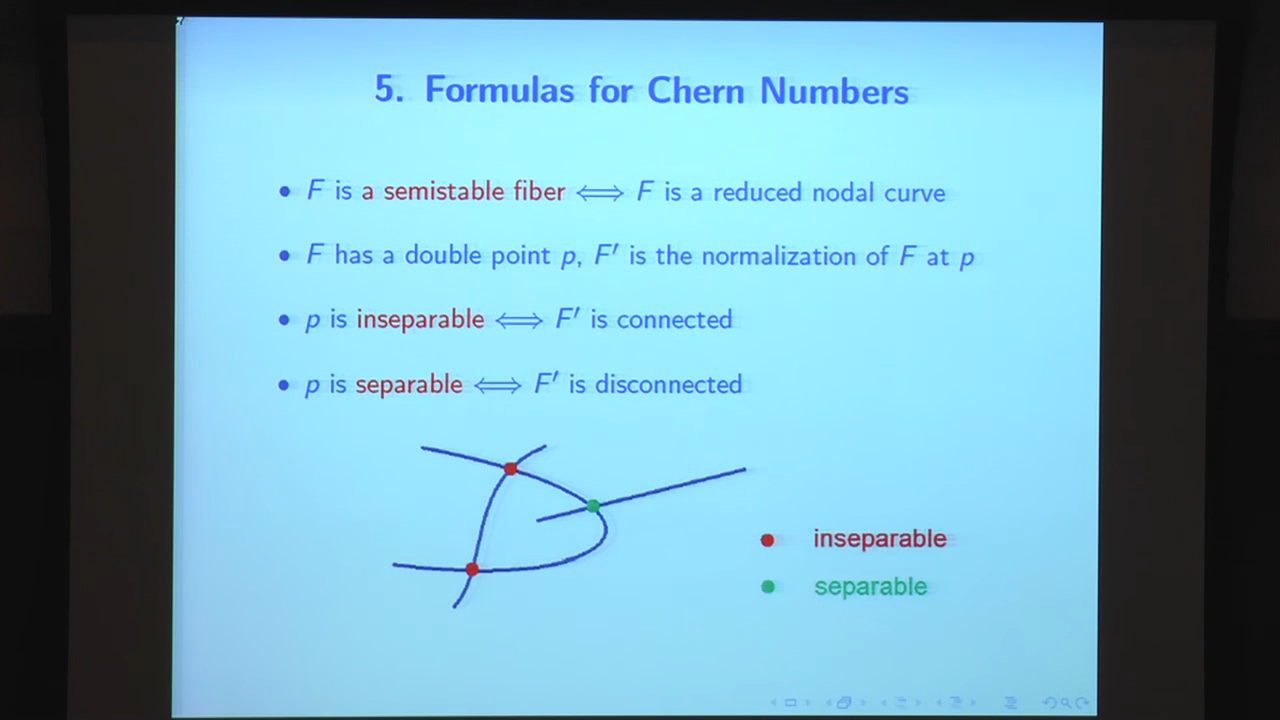 5. Formulas for Chern Numbers
• F is a semistable fiber ⟺ F is a reduced nodal curve
• F has a double point p, F′ is the normalization of F at p
• p is inseparable ⟺ F′ is connected
• p is separable ⟺ F′ is disconnected
• inseparable
• separable